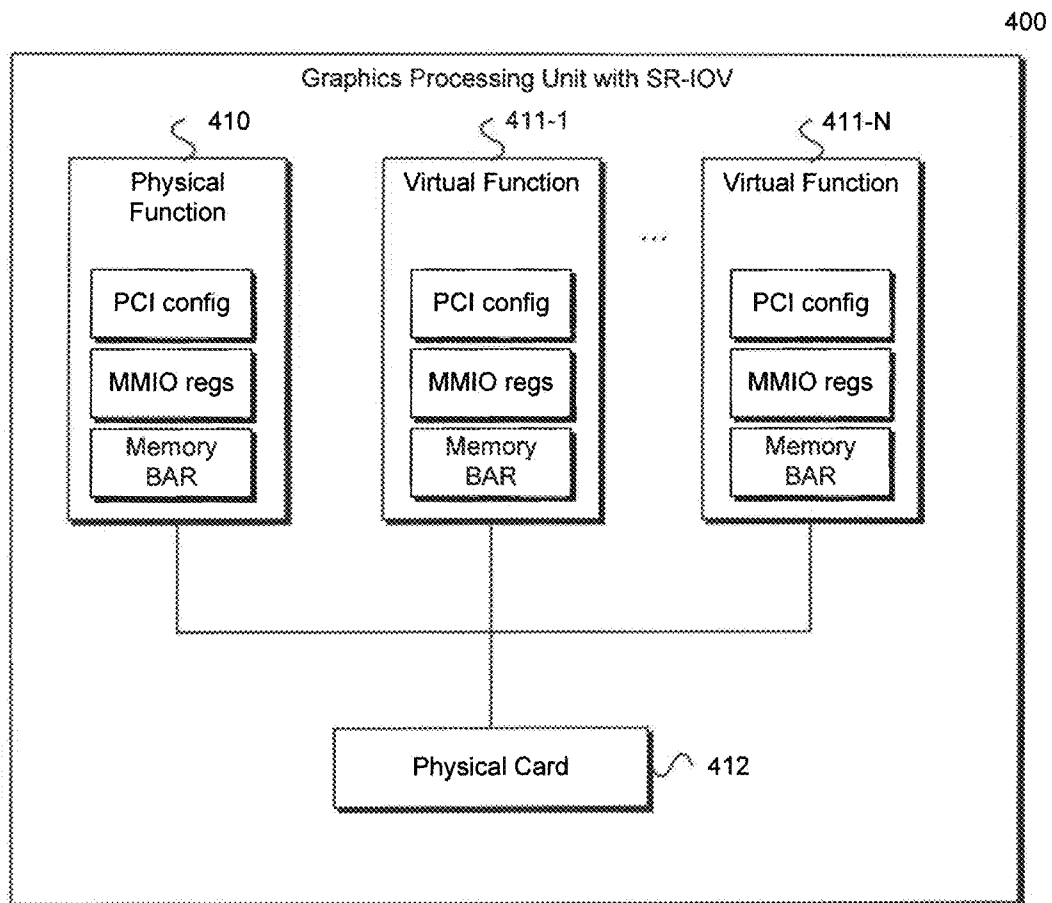 400
Graphics Processing Unit with SR-IOV
410
411-1
411-N
Physical
Function
PCI config
MMIO regs
Memory
BAR
Virtual Function
...
PCI config
MMIO regs
Memory
BAR
Virtual Function
PCI config
MMIO regs
Memory
BAR
Physical Card
412